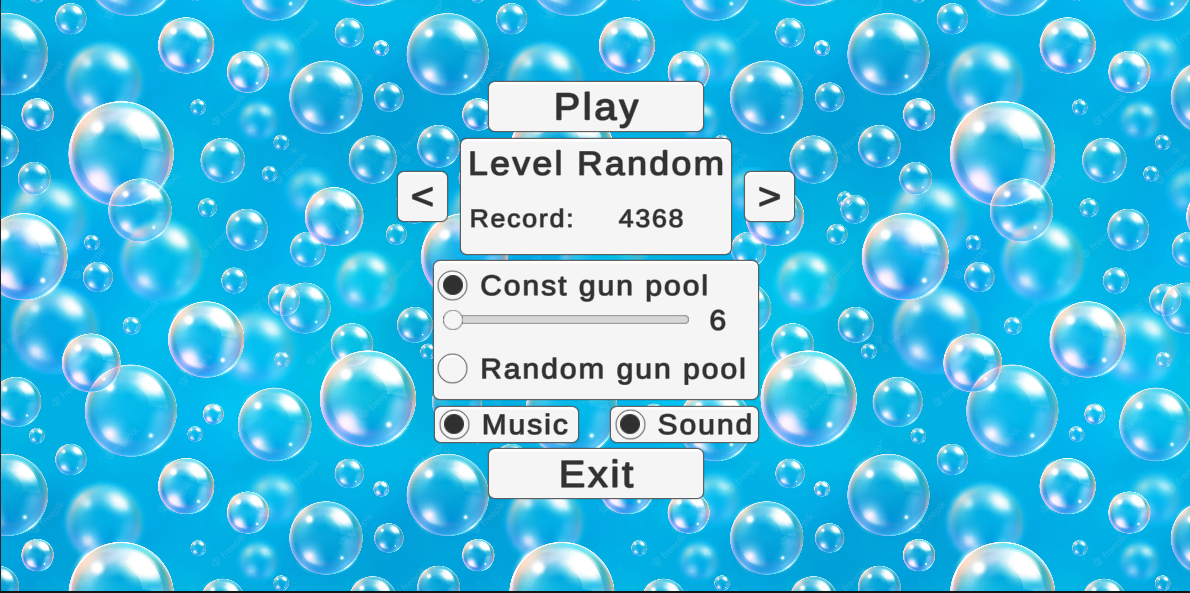 Play
Level Random
< >
Record: 4368
Const gun pool
6
Random gun pool
Music Sound
Exit